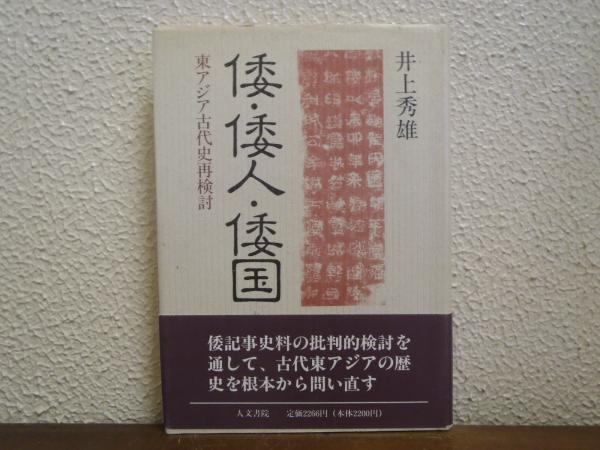 井上秀雄
倭・倭人・倭国
東アジア古代史再検討
倭記事史料の批判的検討を
通して、古代東アジアの歴
史を根本から問い直す
人文書院 定価2266円(本体2200円)